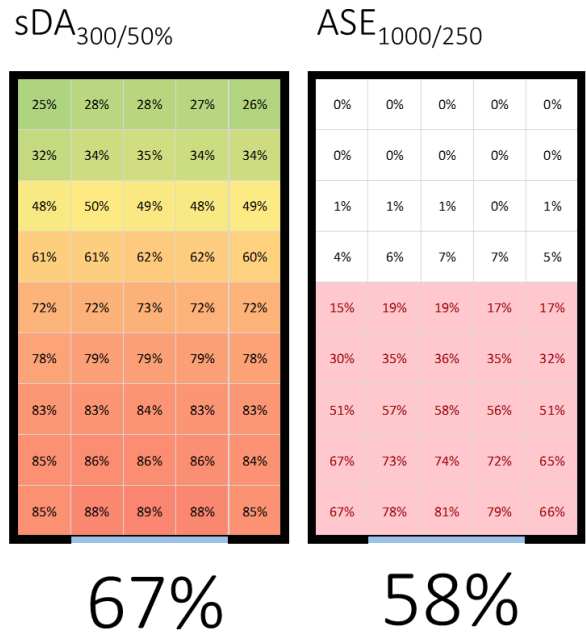 sDA300/50% ASE1000/250
25% 28% 28% 27% 26% 0% 0% 0% 0% 0%
32% 34% 35% 34% 34% 0% 0% 0% 0% 0%
48% 50% 49% 48% 49% 1% 1% 1% 0% 1%
61% 61% 62% 62% 60% 4% 6% 7% 7% 5%
72% 72% 73% 72% 72% 15% 19% 19% 17% 17%
78% 79% 79% 79% 78% 30% 35% 36% 35% 32%
83% 83% 84% 83% 83% 51% 57% 58% 56% 51%
85% 86% 86% 86% 84% 67% 73% 74% 72% 65%
85% 88% 89% 88% 85% 67% 78% 81% 79% 66%
67% 58%